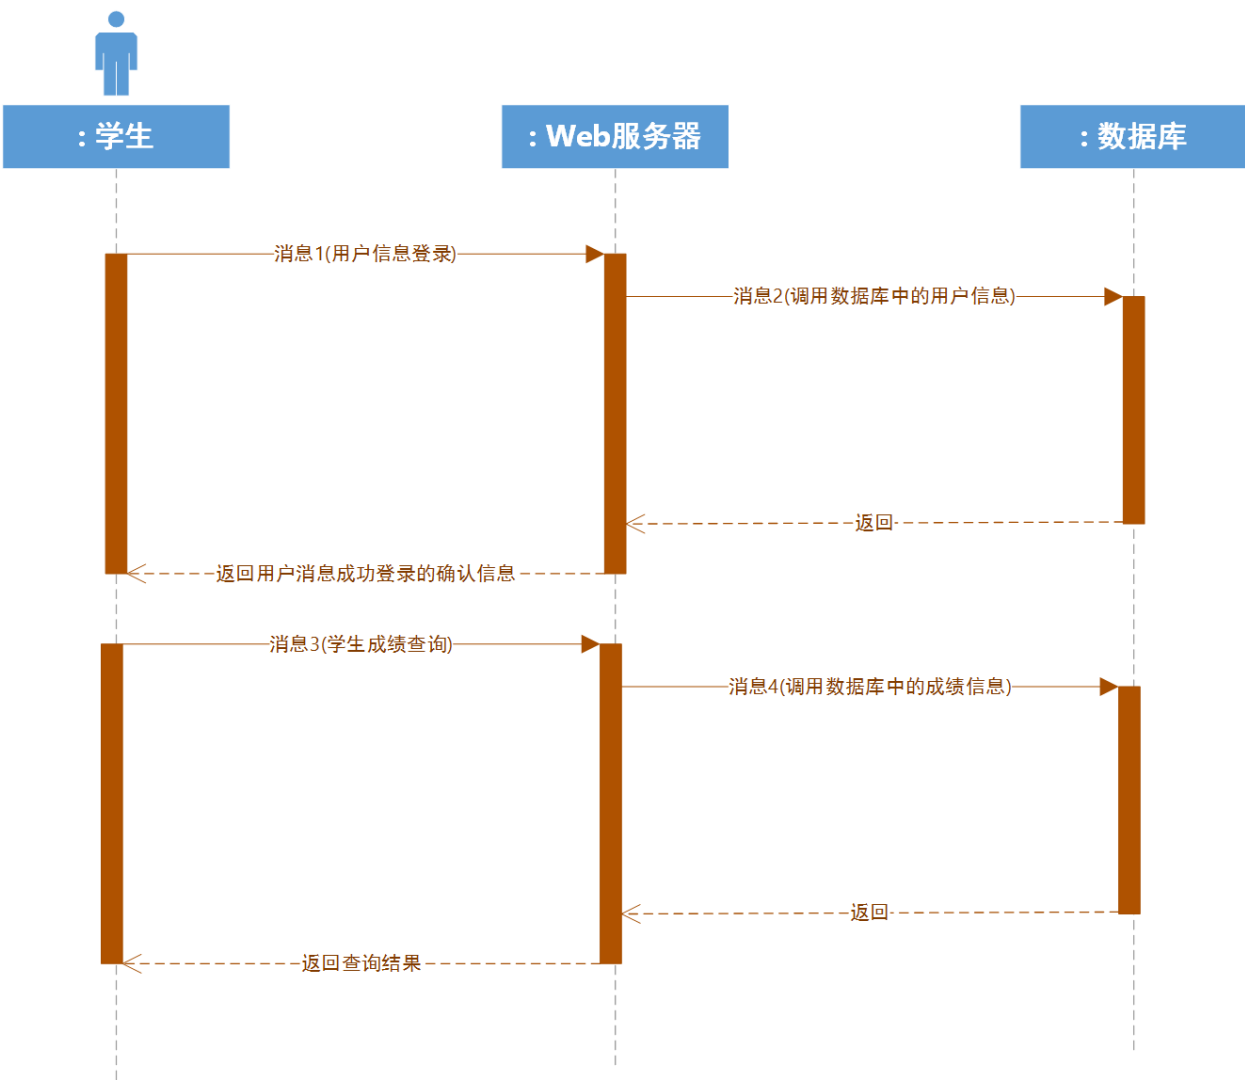 : 学生
: Web服务器
: 数据库
消息1(用户信息登录)
消息2(调用数据库中的用户信息)
返回
返回用户消息成功登录的确认信息
消息3(学生成绩查询)
消息4(调用数据库中的成绩信息)
返回
返回查询结果